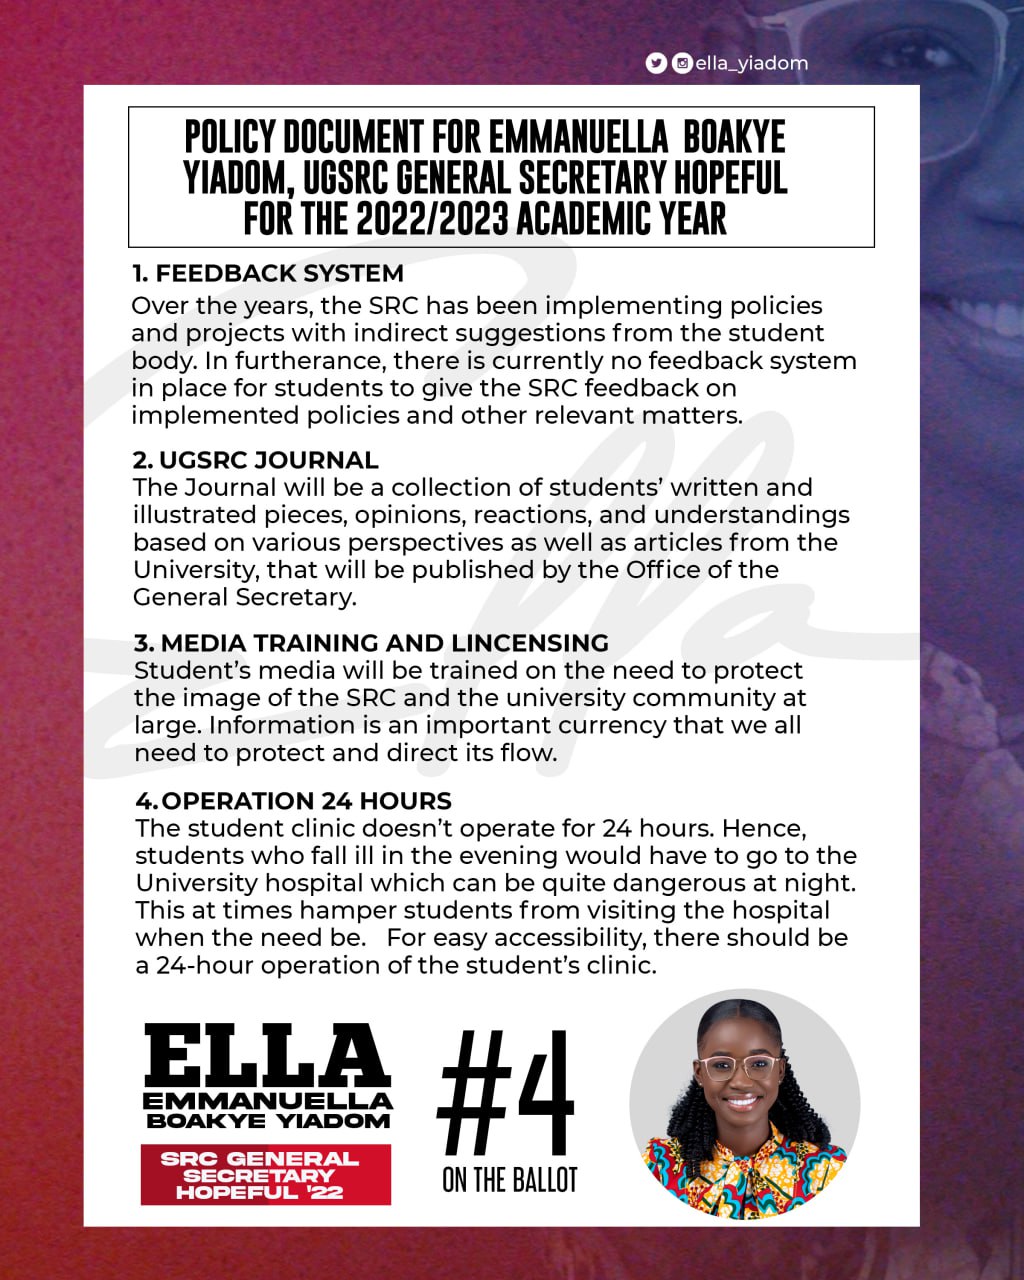 ella_yiadom
POLICY DOCUMENT FOR EMMANUELLA BOAKYE
YIADOM, UGSRC GENERAL SECRETARY HOPEFUL
FOR THE 2022/2023 ACADEMIC YEAR
1. FEEDBACK SYSTEM
Over the years, the SRC has been implementing policies
and projects with indirect suggestions from the student
body. In furtherance, there is currently no feedback system
in place for students to give the SRC feedback on
implemented policies and other relevant matters.
2. UGSRC JOURNAL
The Journal will be a collection of students’ written and
illustrated pieces, opinions, reactions, and understandings
based on various perspectives as well as articles from the
University, that will be published by the Office of the
General Secretary.
3. MEDIA TRAINING AND LINCENSING
Student’s media will be trained on the need to protect
the image of the SRC and the university community at
large. Information is an important currency that we all
need to protect and direct its flow.
4. OPERATION 24 HOURS
The student clinic doesn’t operate for 24 hours. Hence,
students who fall ill in the evening would have to go to the
University hospital which can be quite dangerous at night.
This at times hamper students from visiting the hospital
when the need be. For easy accessibility, there should be
a 24-hour operation of the student’s clinic.
Ella
ELLA
EMMANUELLA
BOAKYE YIADOM
SRC GENERAL
SECRETARY
HOPEFUL '22
#4
ON THE BALLOT